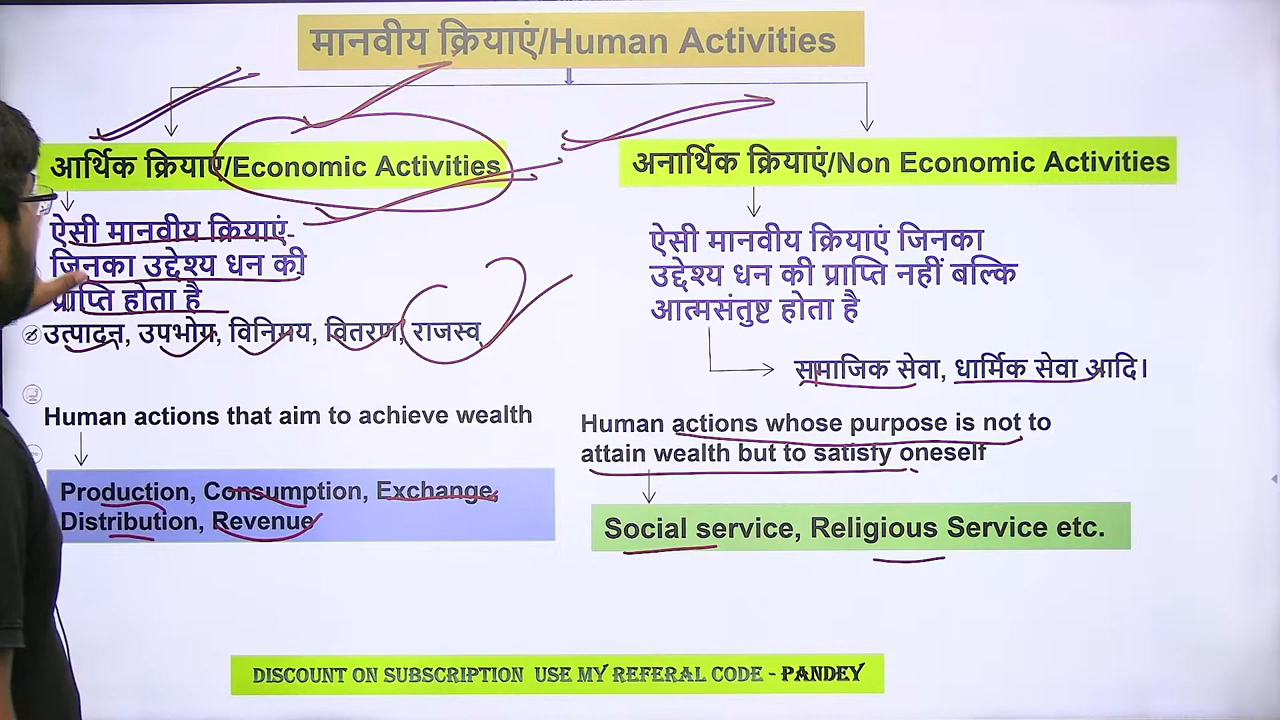 मानवीय क्रियाएं/Human Activities
आर्थिक क्रियाएं/Economic Activities
ऐसी मानवीय क्रियाएं-
जिनका उद्देश्य धन की
प्राप्ति होता है
उत्पादन, उपभोग, विनिमय, वितरण, राजस्व
Human actions that aim to achieve wealth
Production, Consumption, Exchange,
Distribution, Revenue
अनार्थिक क्रियाएं/Non Economic Activities
ऐसी मानवीय क्रियाएं जिनका
उद्देश्य धन की प्राप्ति नहीं बल्कि
आत्मसंतुष्ट होता है
सामाजिक सेवा, धार्मिक सेवा आदि।
Human actions whose purpose is not to
attain wealth but to satisfy oneself
Social service, Religious Service etc.
DISCOUNT ON SUBSCRIPTION USE MY REFERAL CODE - PANDEY